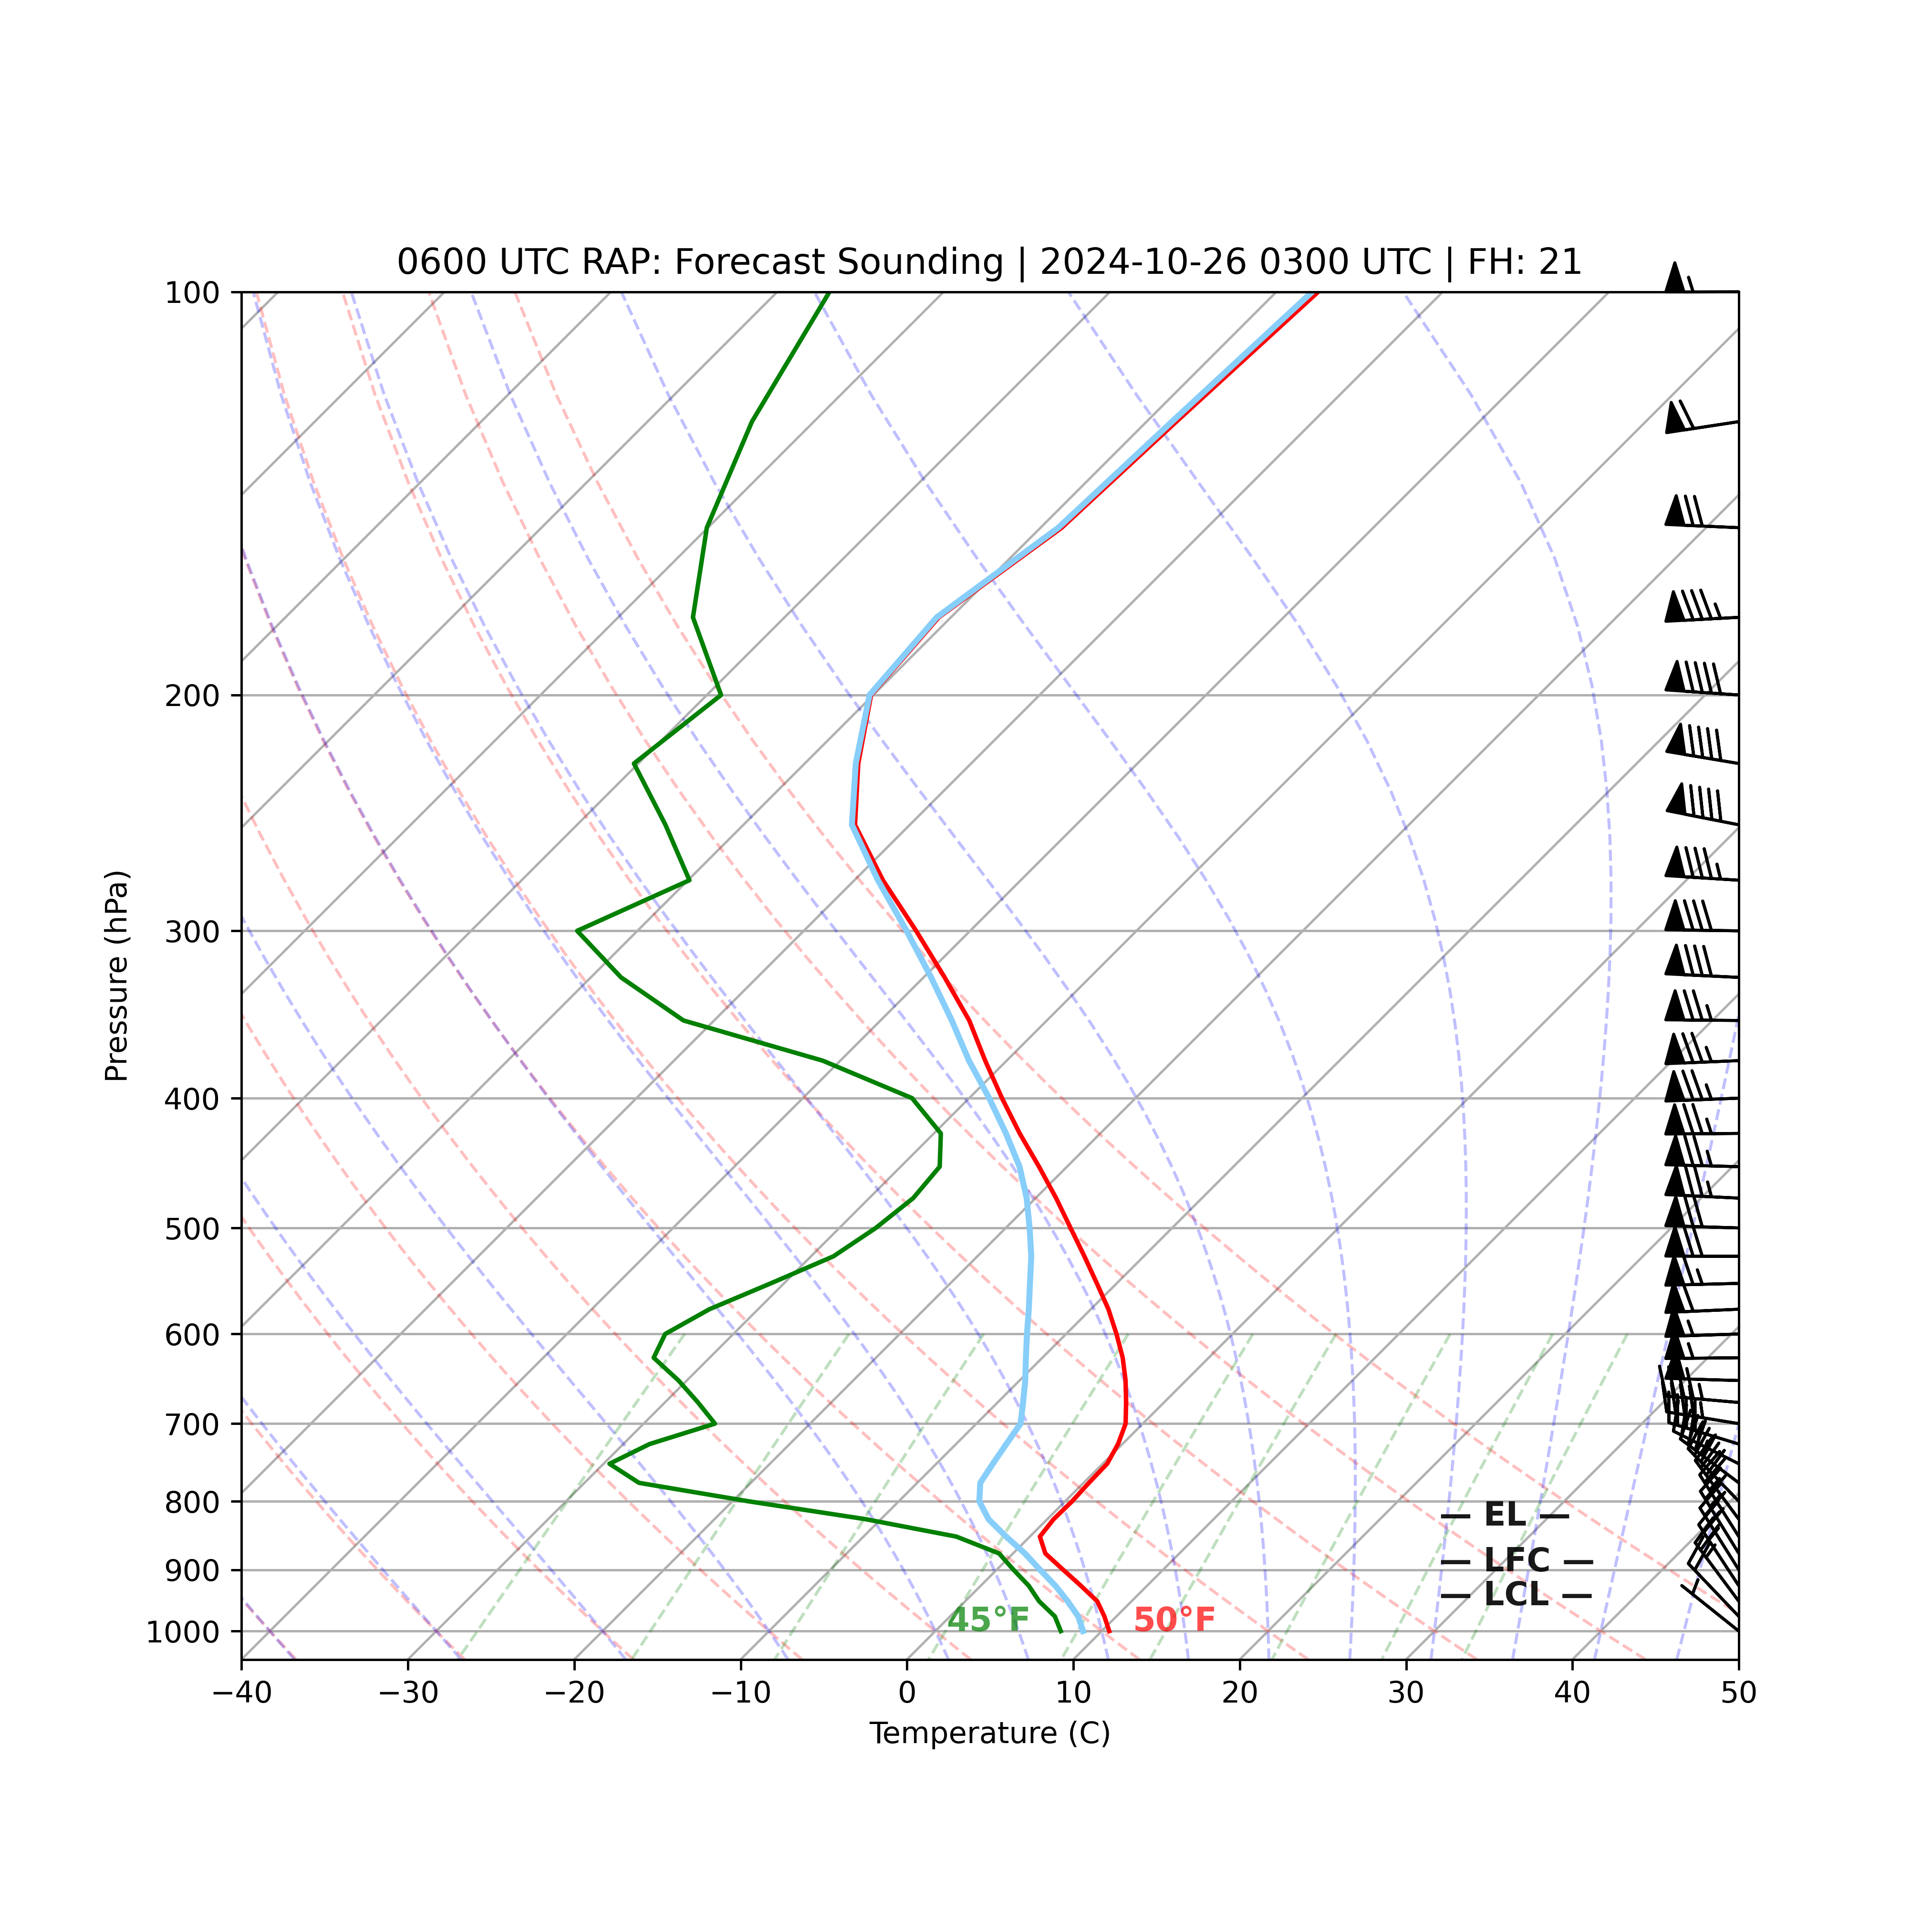 0600 UTC RAP: Forecast Sounding | 2024-10-26 0300 UTC | FH: 21
100
200
300
400
500
600
700
800
900
1000
Pressure (hPa)
— EL —
— LFC —
— LCL —
45°F 50°F
−40 −30 −20 −10 0 10 20 30 40 50
Temperature (C)